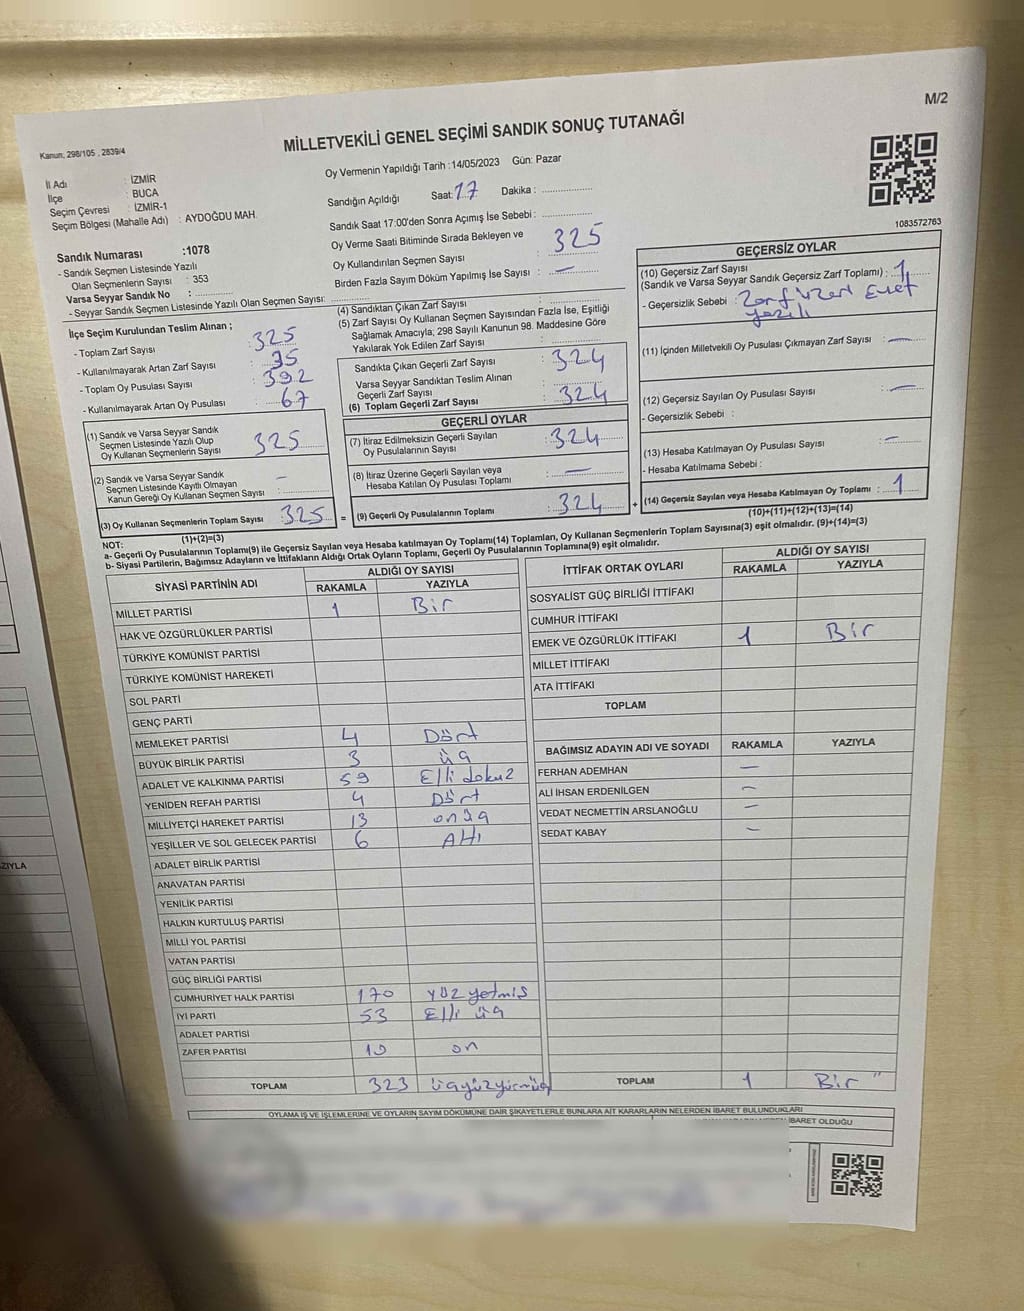 M/2
MİLLETVEKİLİ GENEL SEÇİMİ SANDIK SONUÇ TUTANAĞI
Kanun: 298/105 , 2839/4
İl Adı : İZMİR
İlçe : BUCA
Seçim Çevresi : İZMİR-1
Seçim Bölgesi (Mahalle Adı) : AYDOĞDU MAH.
Oy Vermenin Yapıldığı Tarih :14/05/2023 Gün: Pazar
Sandığın Açıldığı Saat: 17 Dakika : ..............
Sandık Saat 17:00'den Sonra Açımış İse Sebebi : ..............
Oy Verme Saati Bitiminde Sırada Bekleyen ve
Oy Kullandırılan Seçmen Sayısı : 325
Birden Fazla Sayım Döküm Yapılmış İse Sayısı : —
1083572763
Sandık Numarası :1078
- Sandık Seçmen Listesinde Yazılı
Olan Seçmenlerin Sayısı : 353
Varsa Seyyar Sandık No : ..............
- Seyyar Sandık Seçmen Listesinde Yazılı Olan Seçmen Sayısı: ..............
İlçe Seçim Kurulundan Teslim Alınan ;
- Toplam Zarf Sayısı : 325
- Kullanılmayarak Artan Zarf Sayısı : 35
- Toplam Oy Pusulası Sayısı : 392
- Kullanılmayarak Artan Oy Pusulası : 67
(1) Sandık ve Varsa Seyyar Sandık
Seçmen Listesinde Yazılı Olup
Oy Kullanan Seçmenlerin Sayısı : 325
(2) Sandık ve Varsa Seyyar Sandık
Seçmen Listesinde Kayıtlı Olmayan
Kanun Gereği Oy Kullanan Seçmen Sayısı : —
(3) Oy Kullanan Seçmenlerin Toplam Sayısı : 325
(1)+(2)=(3)
(4) Sandıktan Çıkan Zarf Sayısı : ..............
(5) Zarf Sayısı Oy Kullanan Seçmen Sayısından Fazla İse, Eşitliği
Sağlamak Amacıyla; 298 Sayılı Kanunun 98. Maddesine Göre
Yakılarak Yok Edilen Zarf Sayısı : ..............
Sandıkta Çıkan Geçerli Zarf Sayısı : 324
Varsa Seyyar Sandıktan Teslim Alınan
Geçerli Zarf Sayısı : ..............
(6) Toplam Geçerli Zarf Sayısı : 324
GEÇERLİ OYLAR
(7) İtiraz Edilmeksizin Geçerli Sayılan
Oy Pusulalarının Sayısı : 324
(8) İtiraz Üzerine Geçerli Sayılan veya
Hesaba Katılan Oy Pusulası Toplamı : —
= (9) Geçerli Oy Pusulalarının Toplamı : 324
GEÇERSİZ OYLAR
(10) Geçersiz Zarf Sayısı
(Sandık ve Varsa Seyyar Sandık Geçersiz Zarf Toplamı) : 1
- Geçersizlik Sebebi : Zarf üzeri Evet
yazılı
(11) İçinden Milletvekili Oy Pusulası Çıkmayan Zarf Sayısı : —
(12) Geçersiz Sayılan Oy Pusulası Sayısı : —
- Geçersizlik Sebebi :
(13) Hesaba Katılmayan Oy Pusulası Sayısı : —
- Hesaba Katılmama Sebebi :
+ (14) Geçersiz Sayılan veya Hesaba Katılmayan Oy Toplamı : 1
(10)+(11)+(12)+(13)=(14)
NOT:
a- Geçerli Oy Pusulalarının Toplamı(9) ile Geçersiz Sayılan veya Hesaba katılmayan Oy Toplamı(14) Toplamları, Oy Kullanan Seçmenlerin Toplam Sayısına(3) eşit olmalıdır. (9)+(14)=(3)
b- Siyasi Partilerin, Bağımsız Adayların ve İttifakların Aldığı Ortak Oyların Toplamı, Geçerli Oy Pusulalarının Toplamına(9) eşit olmalıdır.
SİYASİ PARTİNİN ADI ALDIĞI OY SAYISI
RAKAMLA YAZIYLA
MİLLET PARTİSİ 1 Bir
HAK VE ÖZGÜRLÜKLER PARTİSİ
TÜRKİYE KOMÜNİST PARTİSİ
TÜRKİYE KOMÜNİST HAREKETİ
SOL PARTİ
GENÇ PARTİ
MEMLEKET PARTİSİ 4 Dört
BÜYÜK BİRLİK PARTİSİ 3 üç
ADALET VE KALKINMA PARTİSİ 59 Elli dokuz
YENİDEN REFAH PARTİSİ 4 Dört
MİLLİYETÇİ HAREKET PARTİSİ 13 onüç
YEŞİLLER VE SOL GELECEK PARTİSİ 6 Altı
ADALET BİRLİK PARTİSİ
ANAVATAN PARTİSİ
YENİLİK PARTİSİ
HALKIN KURTULUŞ PARTİSİ
MİLLİ YOL PARTİSİ
VATAN PARTİSİ
GÜÇ BİRLİĞİ PARTİSİ
CUMHURİYET HALK PARTİSİ 170 yüz yetmiş
İYİ PARTİ 53 Elli üç
ADALET PARTİSİ
ZAFER PARTİSİ 10 on
TOPLAM 323 üçyüzyirmüç
İTTİFAK ORTAK OYLARI ALDIĞI OY SAYISI
RAKAMLA YAZIYLA
SOSYALİST GÜÇ BİRLİĞİ İTTİFAKI
CUMHUR İTTİFAKI
EMEK VE ÖZGÜRLÜK İTTİFAKI 1 Bir
MİLLET İTTİFAKI
ATA İTTİFAKI
TOPLAM
BAĞIMSIZ ADAYIN ADI VE SOYADI RAKAMLA YAZIYLA
FERHAN ADEMHAN —
ALİ İHSAN ERDENİLGEN —
VEDAT NECMETTİN ARSLANOĞLU —
SEDAT KABAY —
TOPLAM 1 Bir "
OYLAMA İŞ VE İŞLEMLERİNE VE OYLARIN SAYIM DÖKÜMÜNE DAİR ŞİKAYETLERLE BUNLARA AİT KARARLARIN NELERDEN İBARET BULUNDUKLARI
İBARET OLDUĞU
ZIYLA